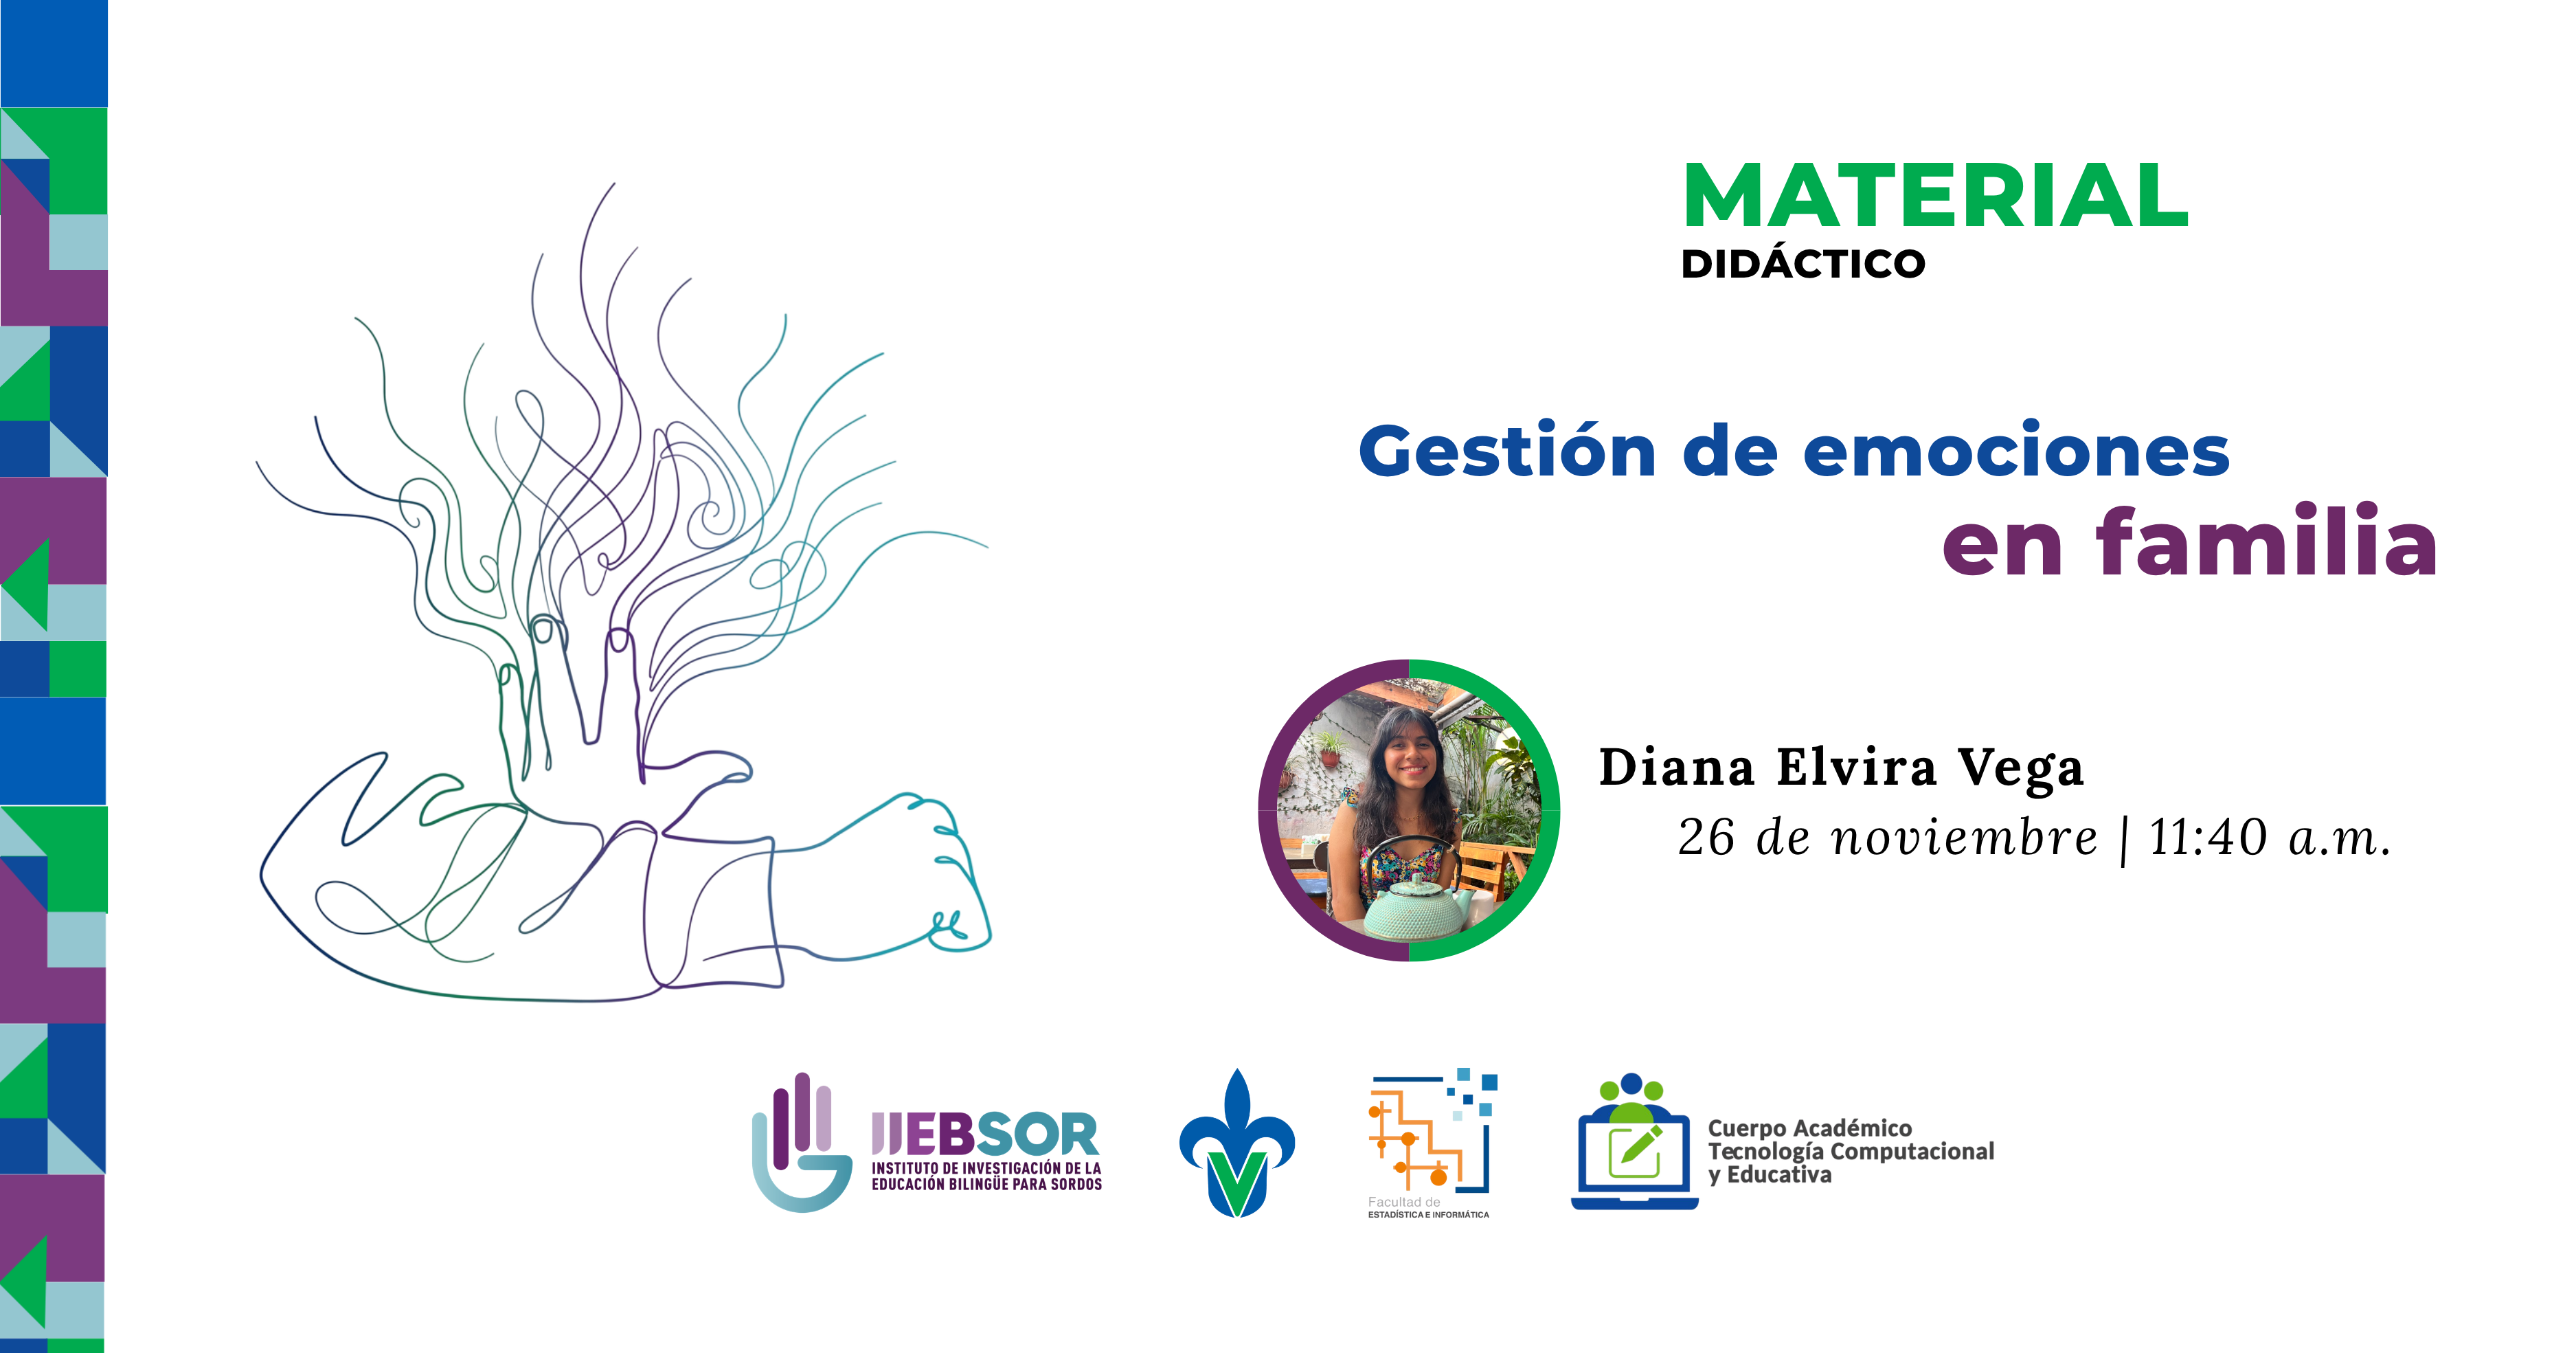 MATERIAL
DIDÁCTICO
Gestión de emociones
en familia
Diana Elvira Vega
26 de noviembre | 11:40 a.m.
IIEBSOR
INSTITUTO DE INVESTIGACIÓN DE LA
EDUCACIÓN BILINGÜE PARA SORDOS
V
Facultad de
ESTADÍSTICA E INFORMÁTICA
Cuerpo Académico
Tecnología Computacional
y Educativa